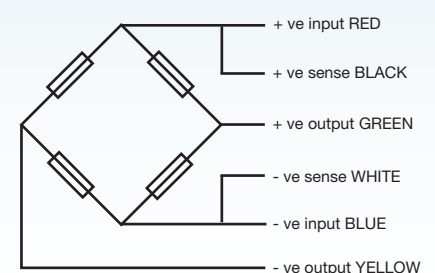 + ve input RED
+ ve sense BLACK
+ ve output GREEN
- ve sense WHITE
- ve input BLUE
- ve output YELLOW